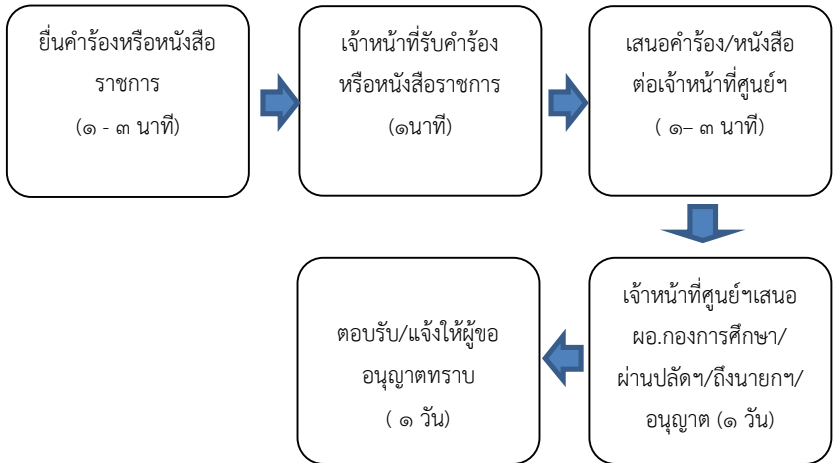 ยื่นคำร้องหรือหนังสือ
ราชการ
(๑ - ๓ นาที)
เจ้าหน้าที่รับคำร้อง
หรือหนังสือราชการ
(๑นาที)
เสนอคำร้อง/หนังสือ
ต่อเจ้าหน้าที่ศูนย์ฯ
( ๑– ๓ นาที)
เจ้าหน้าที่ศูนย์ฯเสนอ
ผอ.กองการศึกษา/
ผ่านปลัดฯ/ถึงนายกฯ/
อนุญาต (๑ วัน)
ตอบรับ/แจ้งให้ผู้ขอ
อนุญาตทราบ
( ๑ วัน)